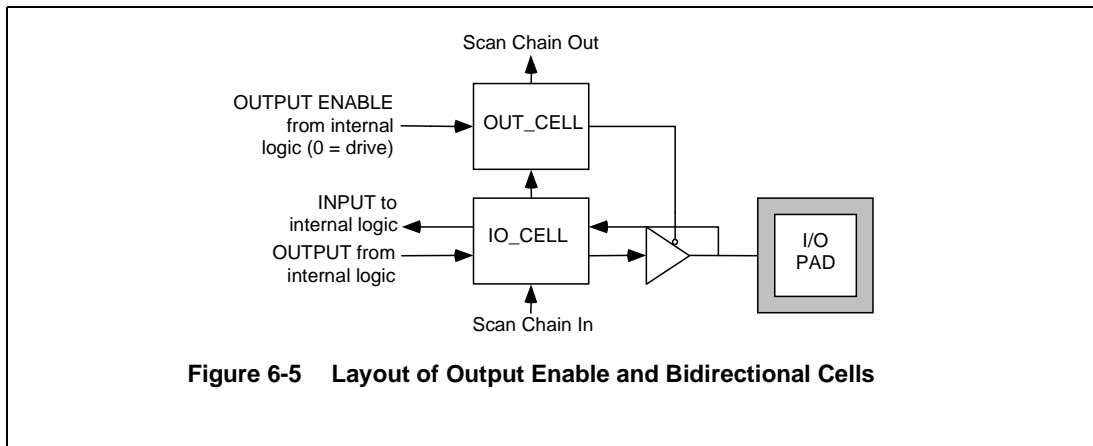 Scan Chain Out
OUTPUT ENABLE
from internal
logic (0 = drive)
OUT_CELL
INPUT to
internal logic
OUTPUT from
internal logic
IO_CELL
I/O
PAD
Scan Chain In
Figure 6-5 Layout of Output Enable and Bidirectional Cells